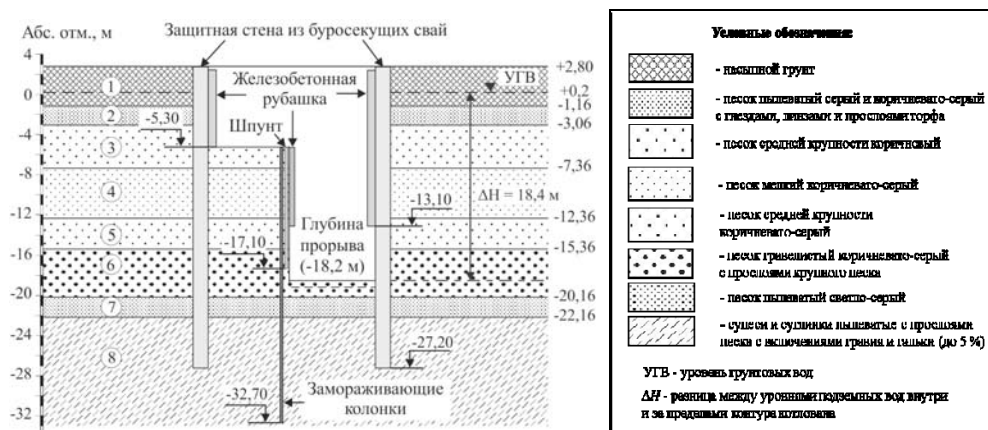 Абс. отм., м
Защитная стена из буросекущих свай
4
0
-4
-8
-12
-16
-20
-24
-28
-32
1
2
3
4
5
6
7
8
Железобетонная
рубашка
Шпунт
УГВ
-5,30
-17,10
-32,70
Глубина
прорыва
(-18,2 м)
ΔH = 18,4 м
-13,10
-27,20
Замораживающие
колонки
+2,80
+0,2
-1,16
-3,06
-7,36
-12,36
-15,36
-20,16
-22,16
Условные обозначения:
- насыпной грунт
- песок пылеватый серый и коричневато-серый
с гнездами, линзами и прослоями торфа
- песок средней крупности коричневый
- песок мелкий коричневато-серый
- песок средней крупности
коричневато-серый
- песок гравелистый коричневато-серый
с прослоями крупного песка
- песок пылеватый светло-серый
- супеси и суглинки пылеватые с прослоями
песка с включениями гравия и гальки (до 5 %)
УГВ - уровень грунтовых вод
ΔH - разница между уровнями подземных вод внутри
и за пределами контура котлована